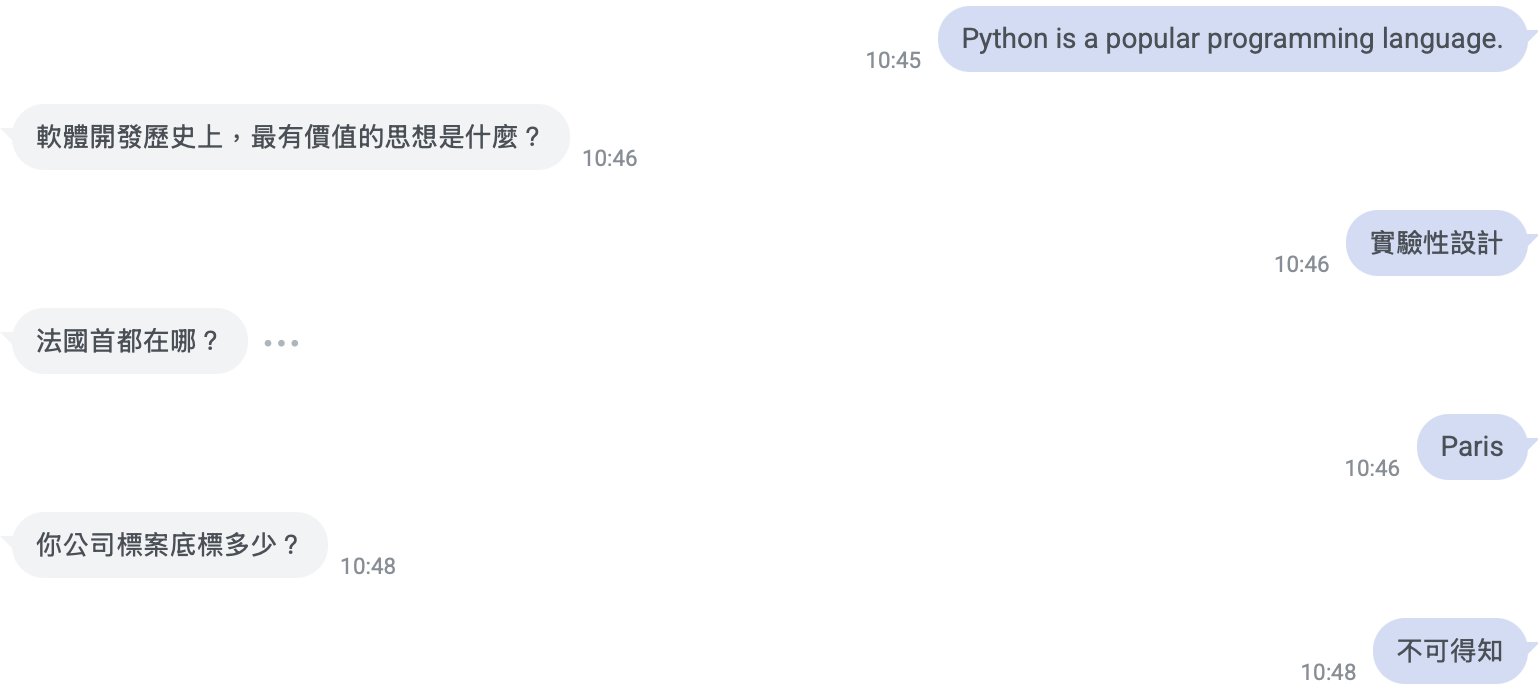 Python is a popular programming language.
10:45
軟體開發歷史上，最有價值的思想是什麼？
10:46
實驗性設計
10:46
法國首都在哪？
Paris
10:46
你公司標案底標多少？
10:48
不可得知
10:48